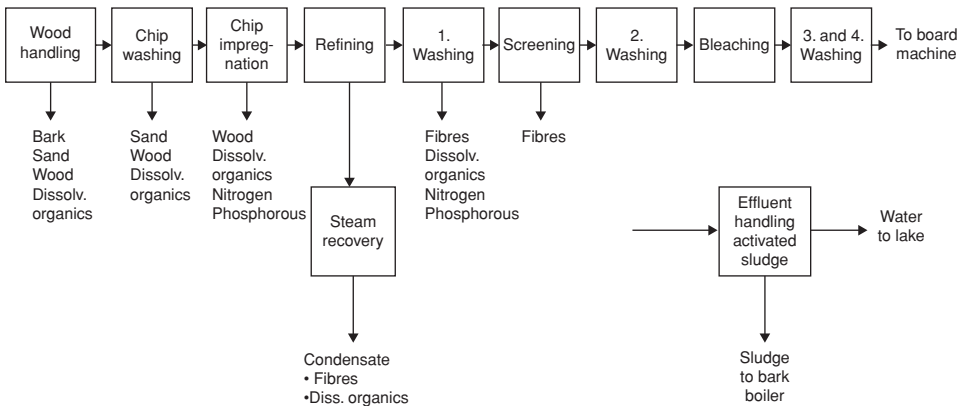 Wood
handling
Chip
washing
Chip
impreg-
nation
Refining
1.
Washing
Screening
2.
Washing
Bleaching
3. and 4.
Washing
To board
machine
Bark
Sand
Wood
Dissolv.
organics
Sand
Wood
Dissolv.
organics
Wood
Dissolv.
organics
Nitrogen
Phosphorous
Fibres
Dissolv.
organics
Nitrogen
Phosphorous
Fibres
Steam
recovery
Condensate
• Fibres
•Diss. organics
Effluent
handling
activated
sludge
Water
to lake
Sludge
to bark
boiler